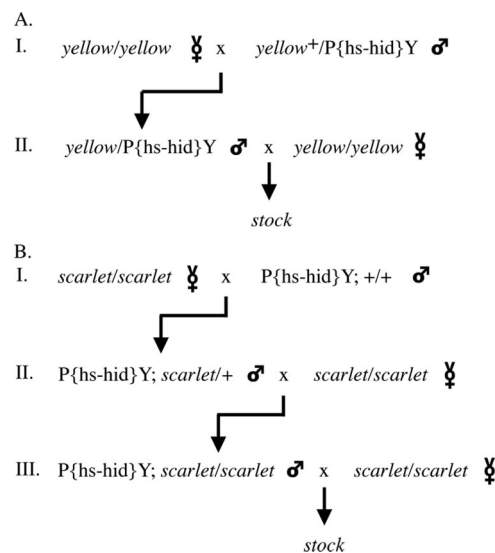 A.
I. yellow/yellow ☿ x yellow⁺/P{hs-hid}Y ♂
II. yellow/P{hs-hid}Y ♂ x yellow/yellow ☿
stock
B.
I. scarlet/scarlet ☿ x P{hs-hid}Y; +/+ ♂
II. P{hs-hid}Y; scarlet/+ ♂ x scarlet/scarlet ☿
III. P{hs-hid}Y; scarlet/scarlet ♂ x scarlet/scarlet ☿
stock